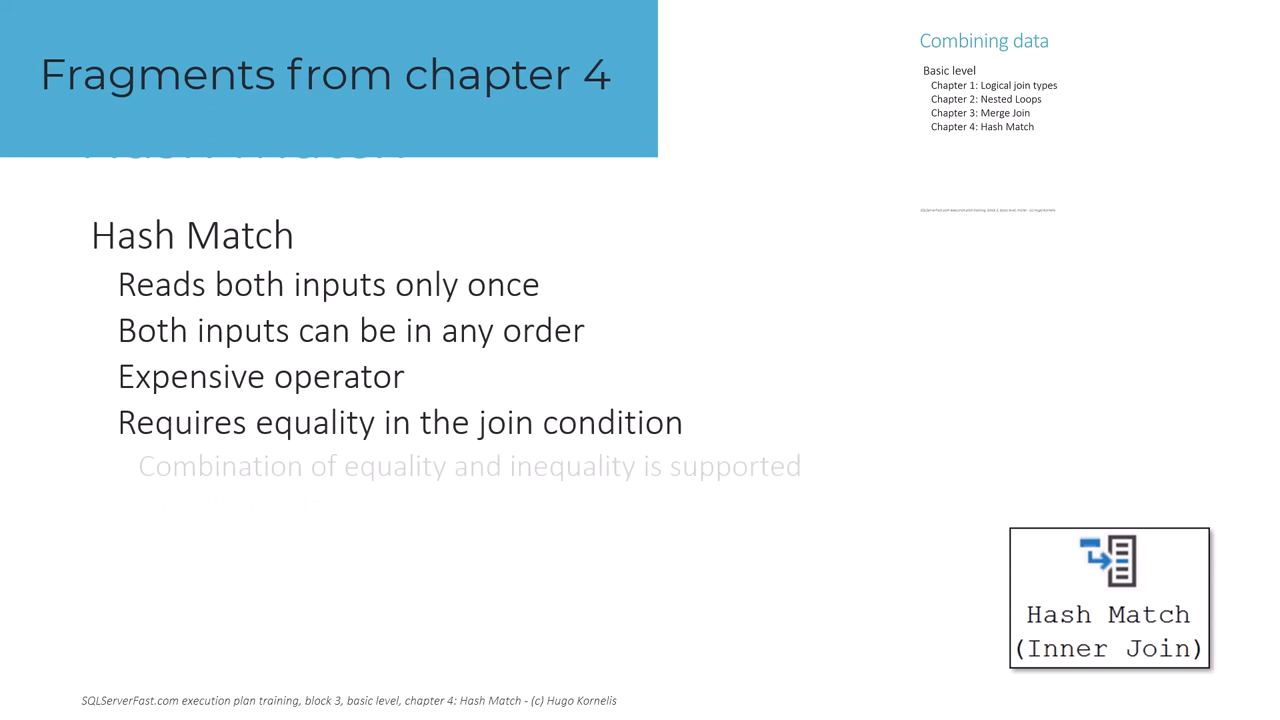 Fragments from chapter 4
Combining data
Basic level
Chapter 1: Logical join types
Chapter 2: Nested Loops
Chapter 3: Merge Join
Chapter 4: Hash Match
Hash Match
Reads both inputs only once
Both inputs can be in any order
Expensive operator
Requires equality in the join condition
Combination of equality and inequality is supported
Hash Match
(Inner Join)
SQLServerFast.com execution plan training, block 3, basic level, chapter 4: Hash Match - (c) Hugo Kornelis